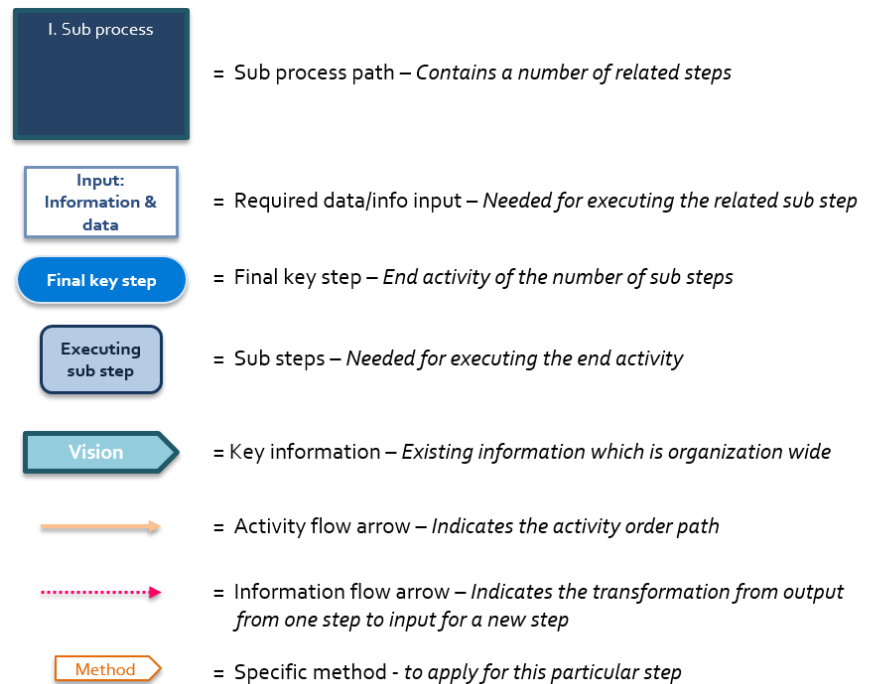 I. Sub process
= Sub process path – Contains a number of related steps
Input:
Information &
data
= Required data/info input – Needed for executing the related sub step
Final key step
= Final key step – End activity of the number of sub steps
Executing
sub step
= Sub steps – Needed for executing the end activity
Vision
= Key information – Existing information which is organization wide
= Activity flow arrow – Indicates the activity order path
= Information flow arrow – Indicates the transformation from output
from one step to input for a new step
Method
= Specific method - to apply for this particular step